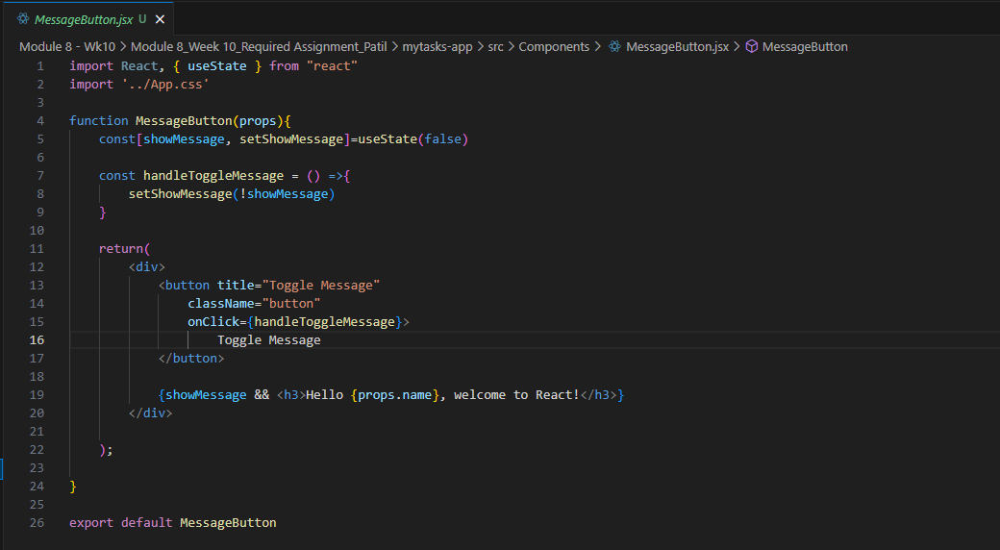 MessageButton.jsx U ×
Module 8 - Wk10 > Module 8_Week 10_Required Assignment_Patil > mytasks-app > src > Components > MessageButton.jsx > MessageButton
1 import React, { useState } from "react"
2 import '../App.css'
3
4 function MessageButton(props){
5     const[showMessage, setShowMessage]=useState(false)
6
7     const handleToggleMessage = () =>{
8         setShowMessage(!showMessage)
9     }
10
11     return(
12         <div>
13             <button title="Toggle Message"
14                 className="button"
15                 onClick={handleToggleMessage}>
16                     Toggle Message
17             </button>
18
19             {showMessage && <h3>Hello {props.name}, welcome to React!</h3>}
20         </div>
21
22     );
23
24 }
25
26 export default MessageButton